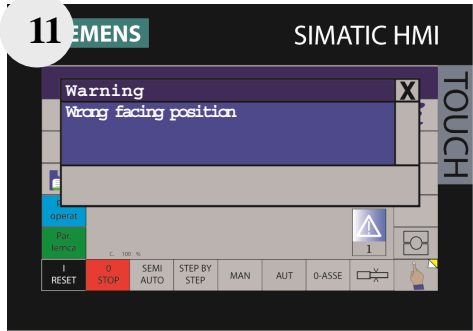 11
EMENS
SIMATIC HMI
TOUCH
Warning
X
Wrong facing position
operat
Par.
lemca
C. 100 %
1
I
RESET
0
STOP
SEMI
AUTO
STEP BY
STEP
MAN
AUT
0-ASSE